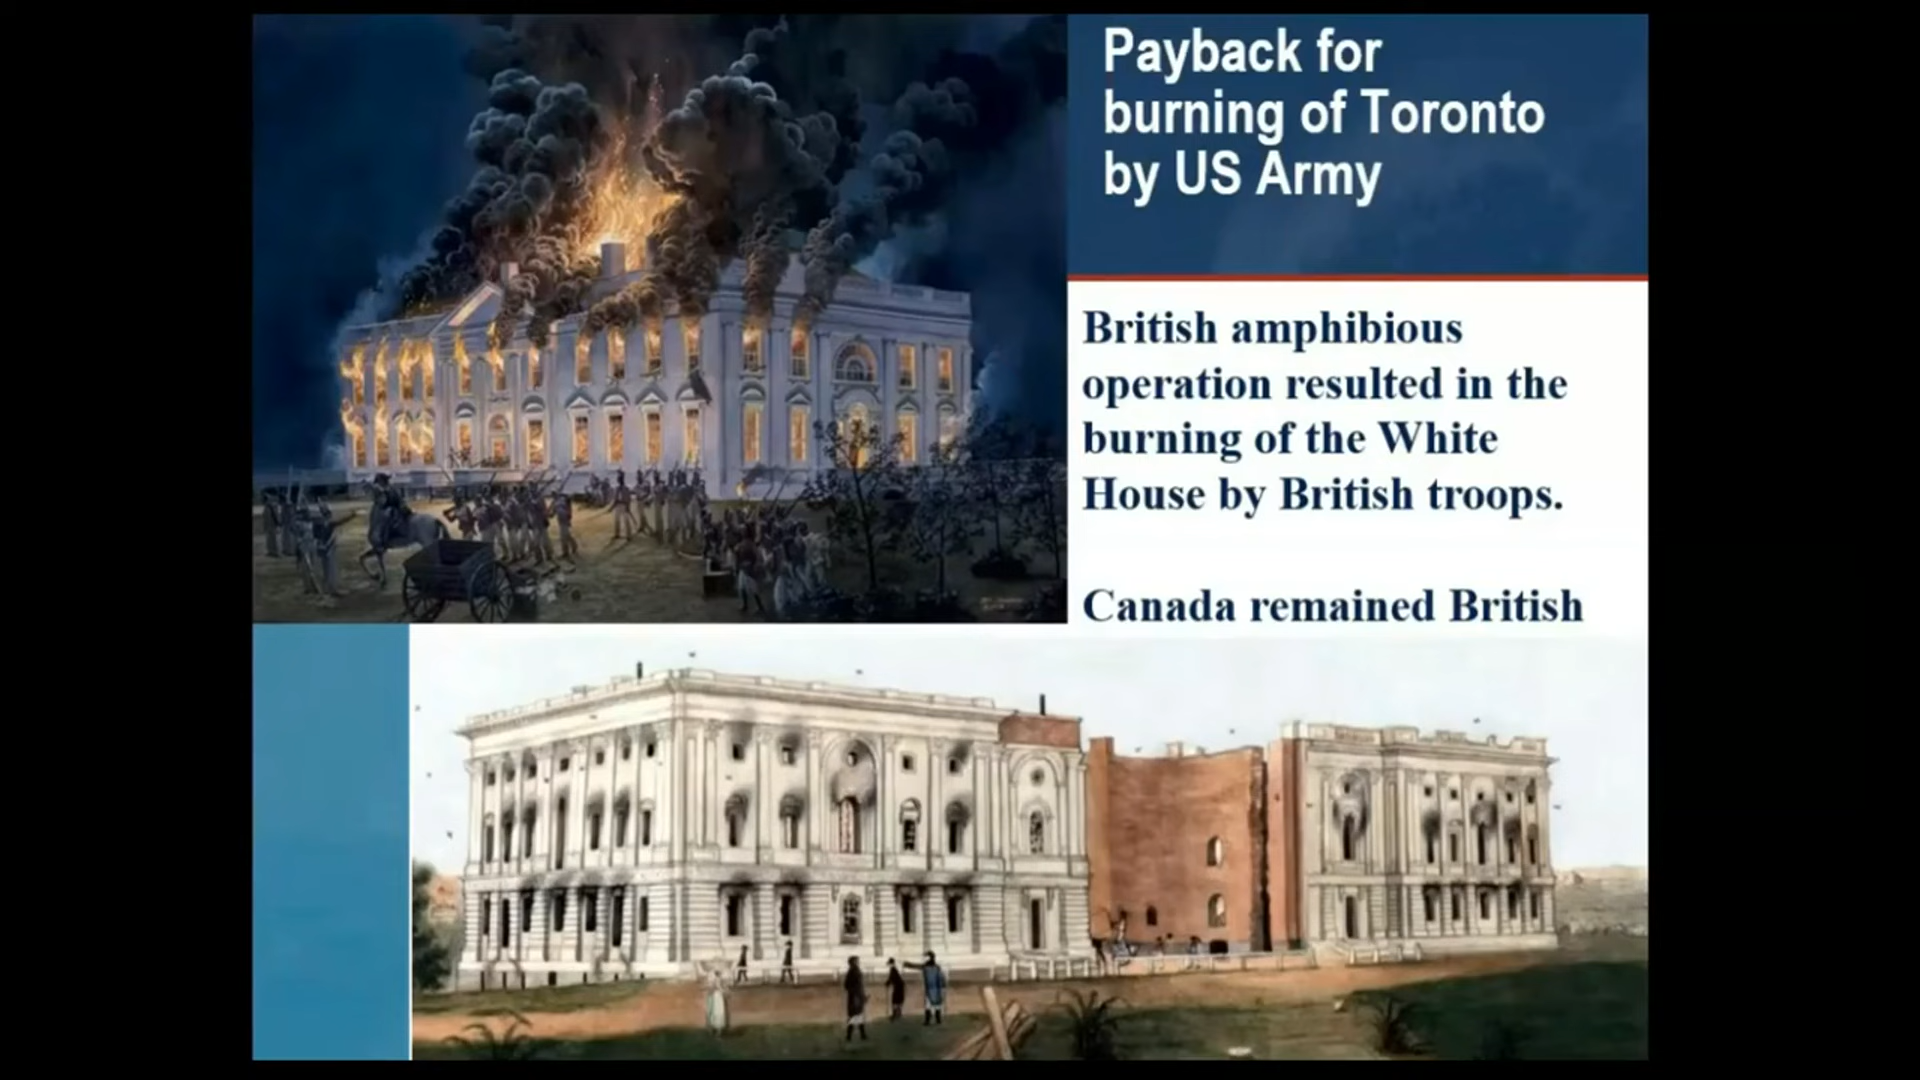 Payback for
burning of Toronto
by US Army
British amphibious
operation resulted in the
burning of the White
House by British troops.
Canada remained British